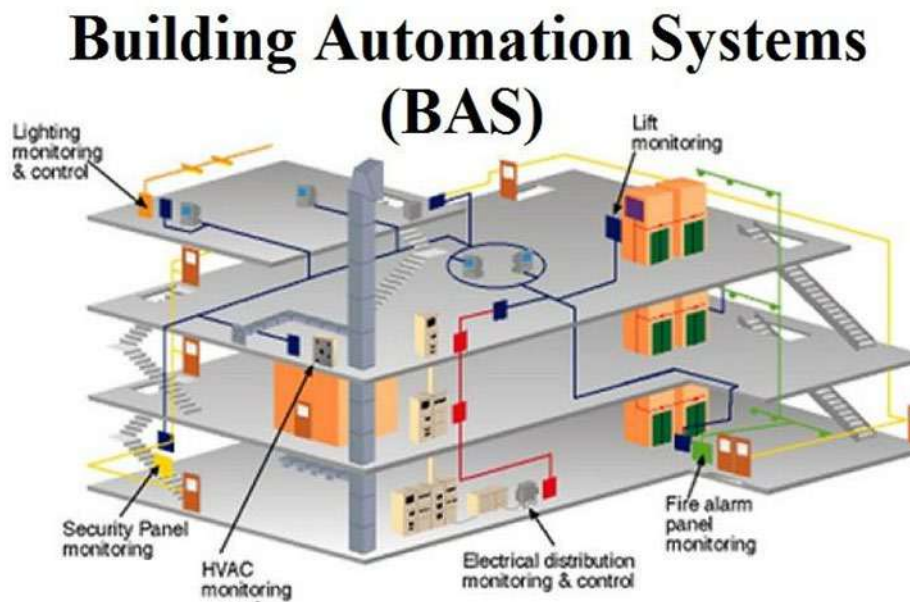 Building Automation Systems
(BAS)
Lighting
monitoring
& control
Lift
monitoring
Security Panel
monitoring
HVAC
monitoring
Electrical distribution
monitoring & control
Fire alarm
panel
monitoring